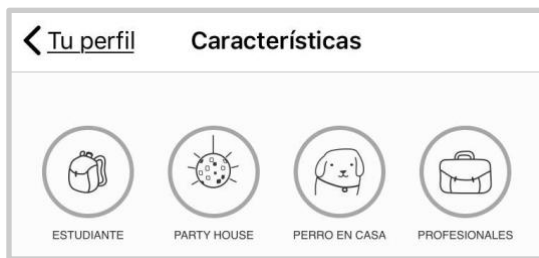 Tu perfil Características
ESTUDIANTE PARTY HOUSE PERRO EN CASA PROFESIONALES